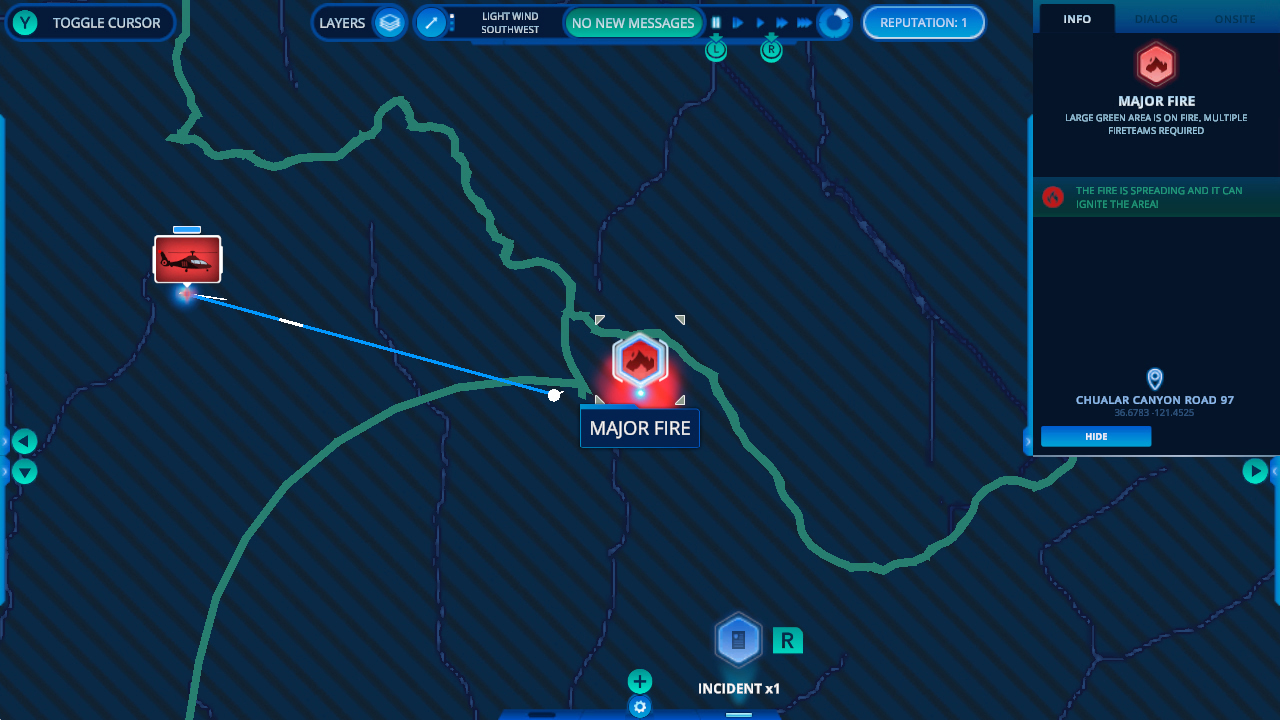 Y TOGGLE CURSOR
LAYERS
LIGHT WIND
SOUTHWEST
NO NEW MESSAGES
L
R
REPUTATION: 1
INFO
DIALOG
ONSITE
MAJOR FIRE
LARGE GREEN AREA IS ON FIRE, MULTIPLE
FIRETEAMS REQUIRED
THE FIRE IS SPREADING AND IT CAN
IGNITE THE AREA!
CHUALAR CANYON ROAD 97
36.6783 -121.4525
HIDE
MAJOR FIRE
R
INCIDENT x1